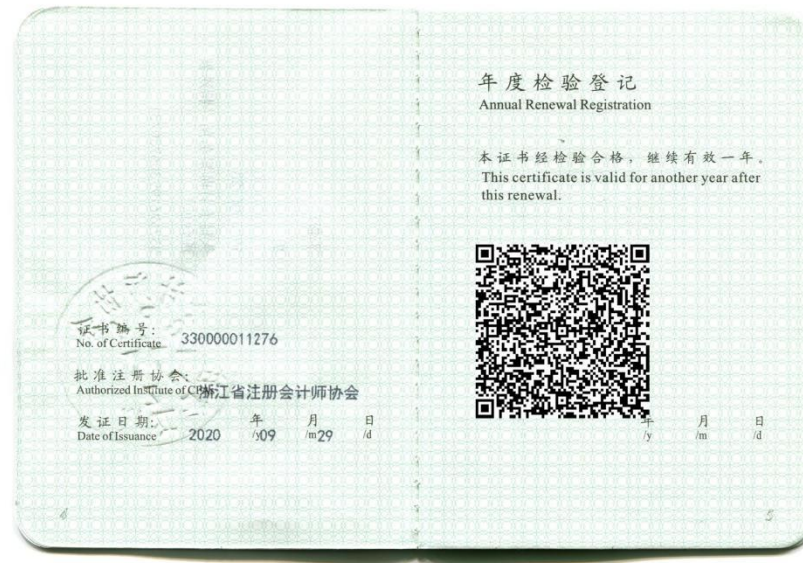 证书编号:
No. of Certificate
330000011276
批准注册协会:
Authorized Institute of CPAs
浙江省注册会计师协会
发证日期:
Date of Issuance
2020 年 /y 09 月 /m 29 日 /d
年度检验登记
Annual Renewal Registration
本证书经检验合格，继续有效一年。
This certificate is valid for another year after
this renewal.
年 月 日
/y /m /d
5